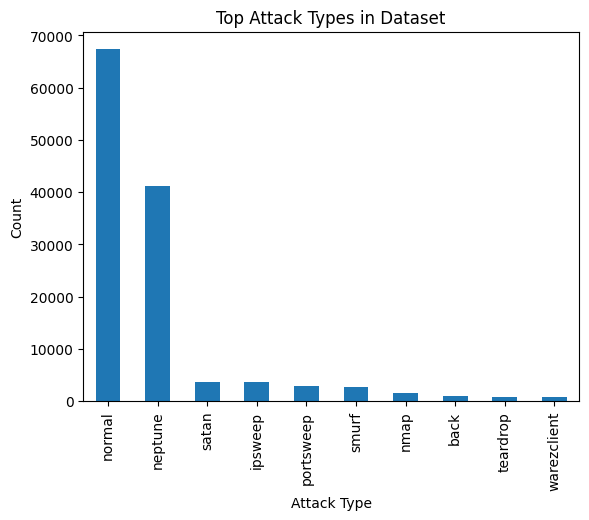 Top Attack Types in Dataset
70000
60000
50000
40000
30000
20000
10000
0
Count
normal
neptune
satan
ipsweep
portsweep
smurf
nmap
back
teardrop
warezclient
Attack Type